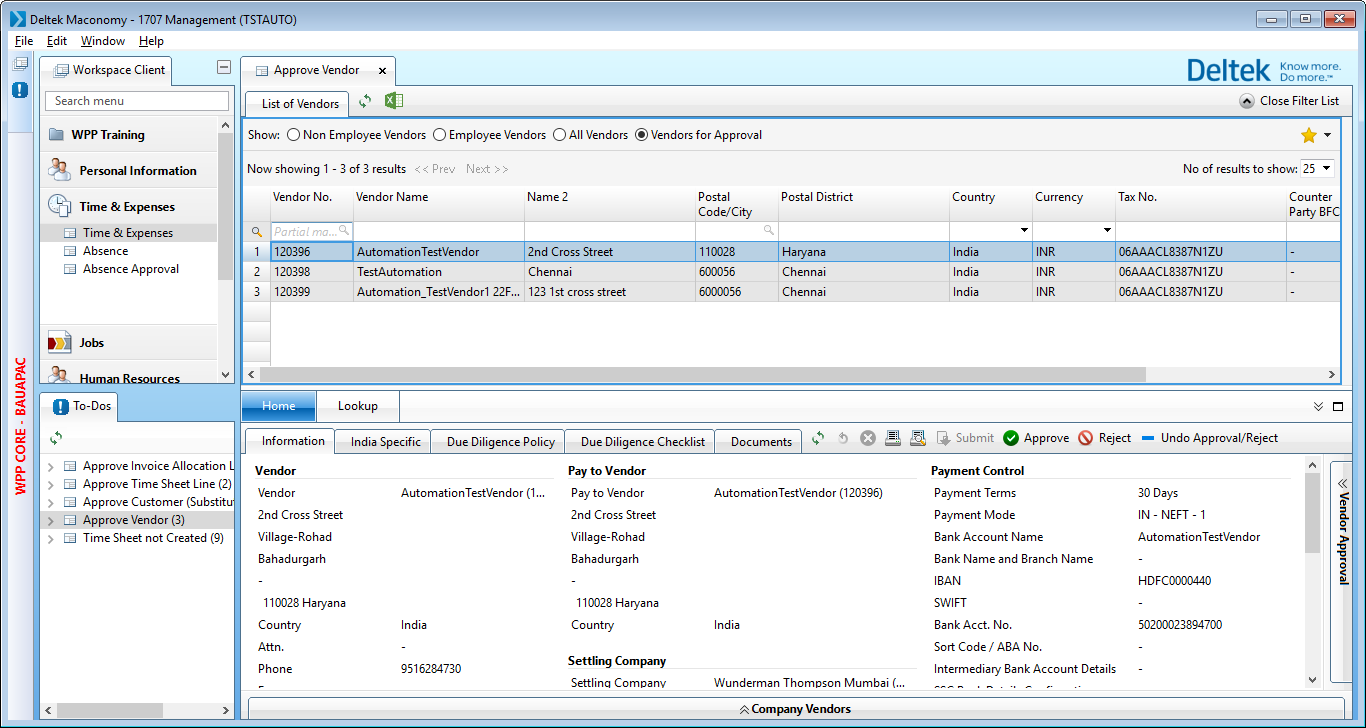 Deltek Maconomy - 1707 Management (TSTAUTO)
File Edit Window Help
Workspace Client
Search menu
WPP Training
Personal Information
Time & Expenses
Time & Expenses
Absence
Absence Approval
Jobs
Human Resources
WPP CORE - BAUAPAC
To-Dos
Approve Invoice Allocation L
Approve Time Sheet Line (2)
Approve Customer (Substitu
Approve Vendor (3)
Time Sheet not Created (9)
Approve Vendor
Deltek Know more.
Do more.™
List of Vendors
Close Filter List
Show: Non Employee Vendors Employee Vendors All Vendors Vendors for Approval
Now showing 1 - 3 of 3 results << Prev Next >> No of results to show: 25
Vendor No. Vendor Name Name 2 Postal Code/City Postal District Country Currency Tax No. Counter Party BFC
Partial ma...
1 120396 AutomationTestVendor 2nd Cross Street 110028 Haryana India INR 06AAACL8387N1ZU -
2 120398 TestAutomation Chennai 600056 Chennai India INR 06AAACL8387N1ZU -
3 120399 Automation_TestVendor1 22F... 123 1st cross street 6000056 Chennai India INR 06AAACL8387N1ZU -
Home Lookup
Information India Specific Due Diligence Policy Due Diligence Checklist Documents Submit Approve Reject Undo Approval/Reject
Vendor
Vendor AutomationTestVendor (1...
2nd Cross Street
Village-Rohad
Bahadurgarh
-
110028 Haryana
Country India
Attn. -
Phone 9516284730
Pay to Vendor
Pay to Vendor AutomationTestVendor (120396)
2nd Cross Street
Village-Rohad
Bahadurgarh
-
110028 Haryana
Country India
Settling Company
Settling Company Wunderman Thompson Mumbai (...
Payment Control
Payment Terms 30 Days
Payment Mode IN - NEFT - 1
Bank Account Name AutomationTestVendor
Bank Name and Branch Name -
IBAN HDFC0000440
SWIFT -
Bank Acct. No. 50200023894700
Sort Code / ABA No. -
Intermediary Bank Account Details -
Vendor Approval
Company Vendors